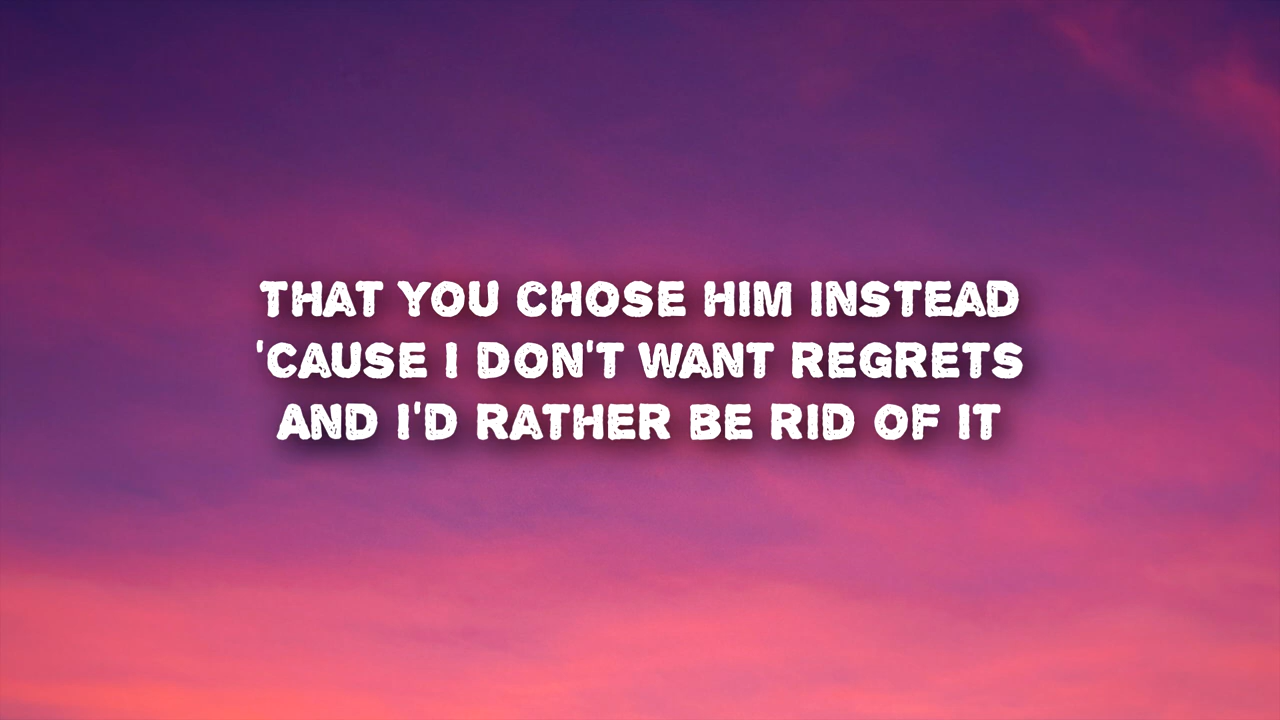 THAT YOU CHOSE HIM INSTEAD
'CAUSE I DON'T WANT REGRETS
AND I'D RATHER BE RID OF IT